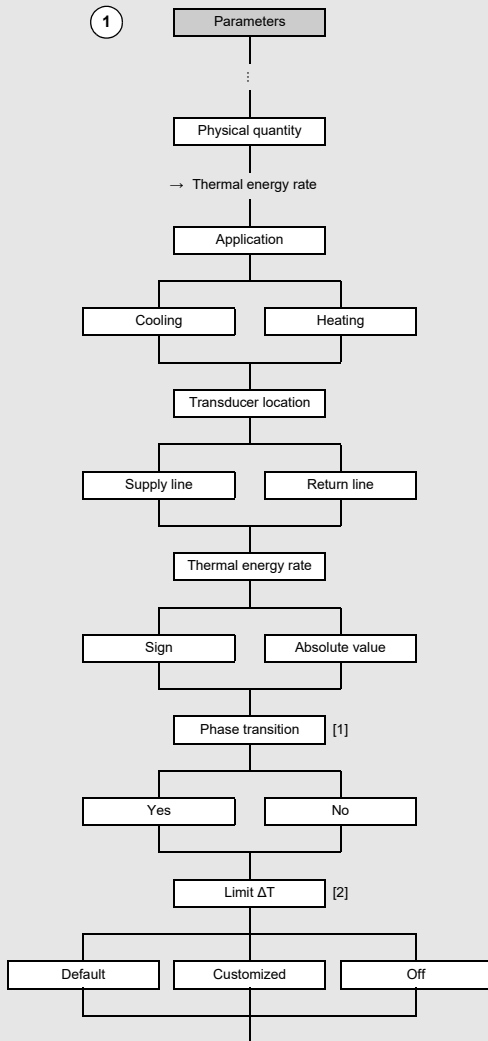 1
Parameters
⋮
Physical quantity
→ Thermal energy rate
Application
Cooling Heating
Transducer location
Supply line Return line
Thermal energy rate
Sign Absolute value
Phase transition [1]
Yes No
Limit ΔT [2]
Default Customized Off